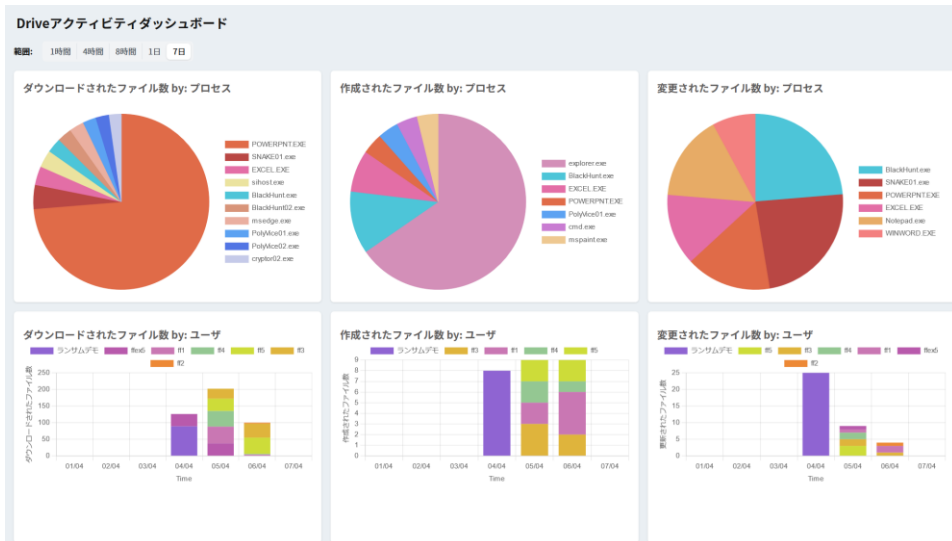 Driveアクティビティダッシュボード
範囲: 1時間 4時間 8時間 1日 7日
ダウンロードされたファイル数 by: プロセス
POWERPNT.EXE
SNAKE01.exe
EXCEL.EXE
sihost.exe
BlackHunt.exe
BlackHunt02.exe
msedge.exe
PolyVice01.exe
PolyVice02.exe
cryptor02.exe
作成されたファイル数 by: プロセス
explorer.exe
BlackHunt.exe
EXCEL.EXE
POWERPNT.EXE
PolyVice01.exe
cmd.exe
mspaint.exe
変更されたファイル数 by: プロセス
BlackHunt.exe
SNAKE01.exe
POWERPNT.EXE
EXCEL.EXE
Notepad.exe
WINWORD.EXE
ダウンロードされたファイル数 by: ユーザ
ランサムデモ ffex5 ff1 ff4 ff5 ff3
ff2
ダウンロードされたファイル数
250
200
150
100
50
0
01/04 02/04 03/04 04/04 05/04 06/04 07/04
Time
作成されたファイル数 by: ユーザ
ランサムデモ ff3 ff1 ff4 ff5
作成されたファイル数
9
8
7
6
5
4
3
2
1
0
01/04 02/04 03/04 04/04 05/04 06/04 07/04
Time
変更されたファイル数 by: ユーザ
ランサムデモ ff5 ff3 ff4 ff1 ffex5
ff2
更新されたファイル数
25
20
15
10
5
0
01/04 02/04 03/04 04/04 05/04 06/04 07/04
Time